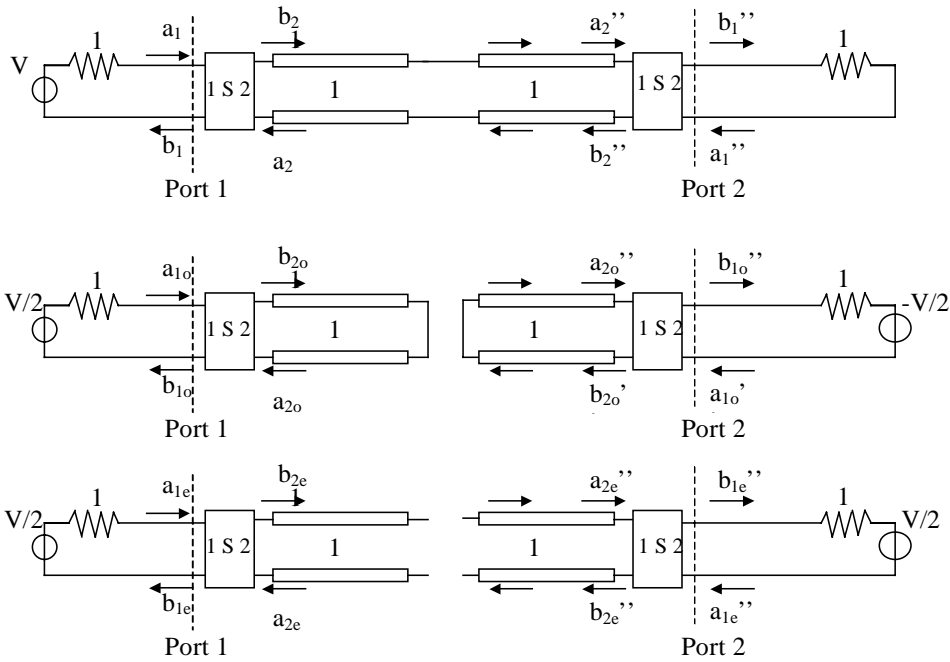 1 a1 b2 a2’’ b1’’ 1
1
V
1 S 2 1 1 1 S 2
b1 a2 b2’’ a1’’
Port 1 Port 2
1 a1o b2o a2o’’ b1o’’ 1
1
V/2 -V/2
1 S 2 1 1 1 S 2
b1o a2o b2o’ a1o’
Port 1 Port 2
1 a1e b2e a2e’’ b1e’’ 1
1
V/2 V/2
1 S 2 1 1 1 S 2
b1e a2e b2e’’ a1e’’
Port 1 Port 2